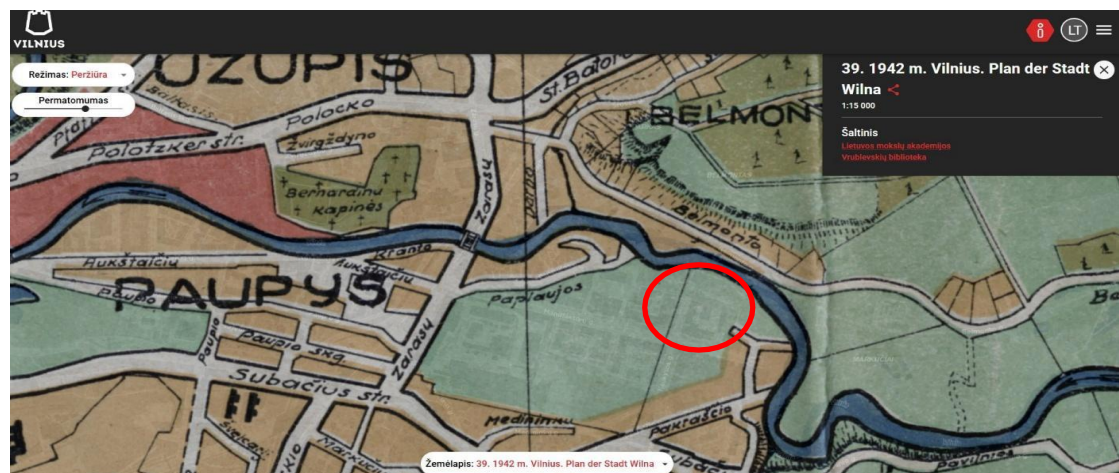 VILNIUS
LT
Režimas: Peržiūra
Permatomumas
39. 1942 m. Vilnius. Plan der Stadt
Wilna
1:15 000
Šaltinis
Lietuvos mokslų akademijos
Vrublevskių biblioteka
UŽUPIS
St. Bator
BELMON
Polocko
Polotzker str.
Žvirgždyno
Bernardinu
Kapinės
Zarasų
Belmonto
Kranto
Aukštaičių
Aukštaičių
PAUPYS
Paplaujos
Paupio
Paupio
Paupio skg.
Zarasų
Subačius str.
Medininkų
Pakraščio
Žemėlapis: 39. 1942 m. Vilnius. Plan der Stadt Wilna